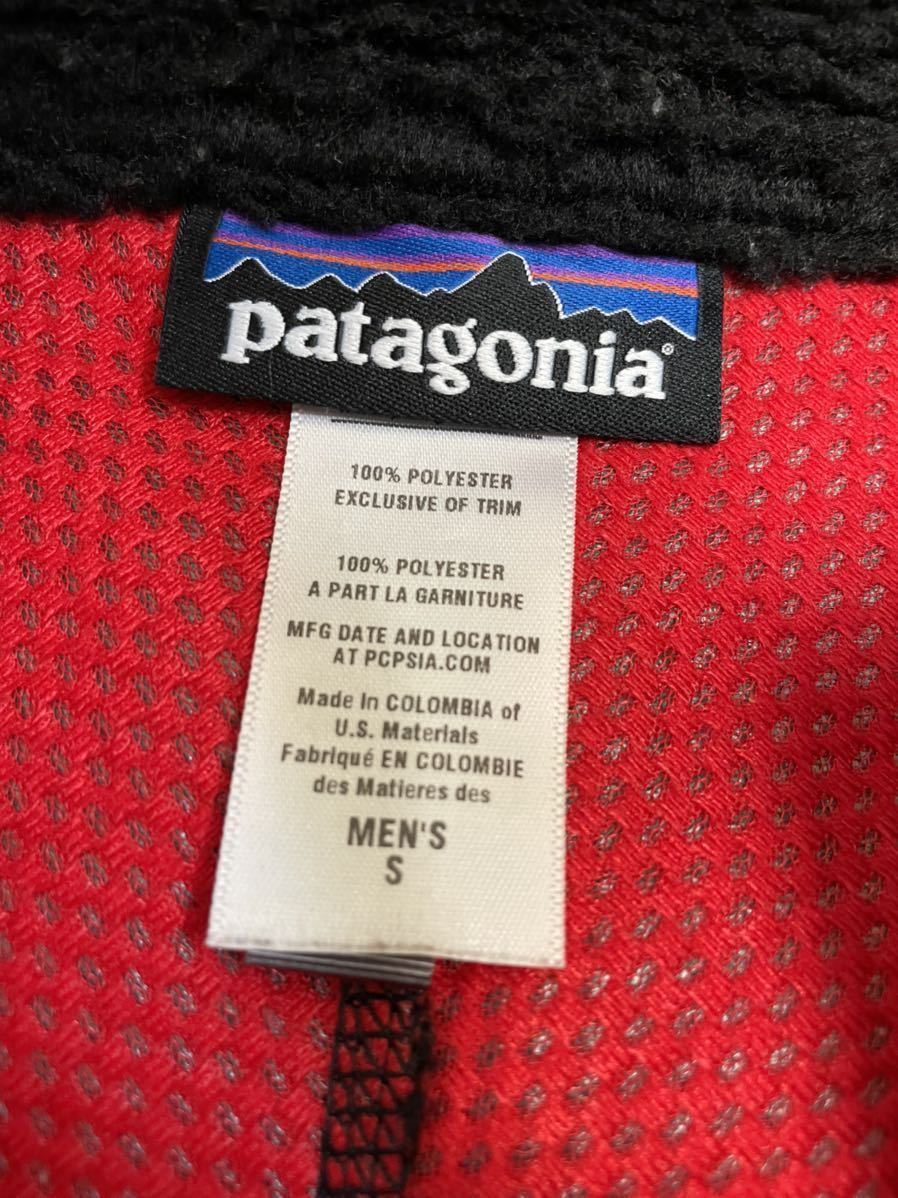 patagonia®
100% POLYESTER
EXCLUSIVE OF TRIM
100% POLYESTER
A PART LA GARNITURE
MFG DATE AND LOCATION
AT PCPSIA.COM
Made in COLOMBIA of
U.S. Materials
Fabriqué EN COLOMBIE
des Matieres des
MEN'S
S